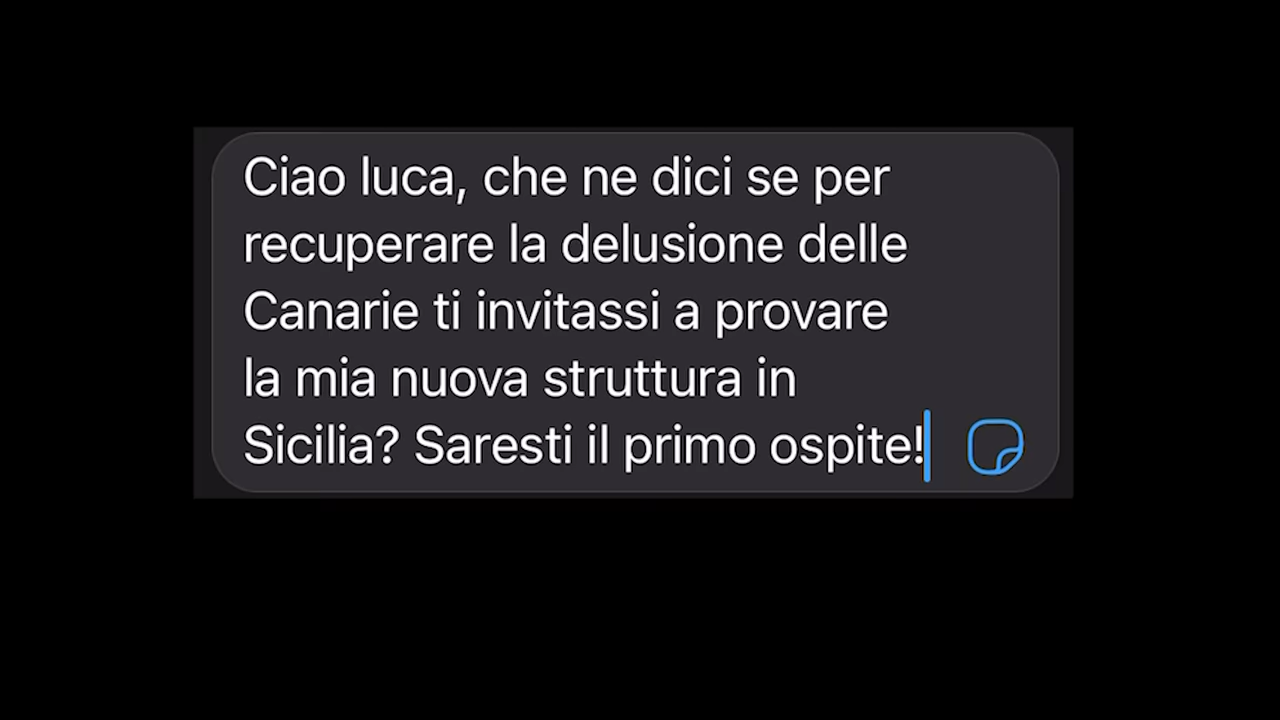 Ciao luca, che ne dici se per
recuperare la delusione delle
Canarie ti invitassi a provare
la mia nuova struttura in
Sicilia? Saresti il primo ospite!